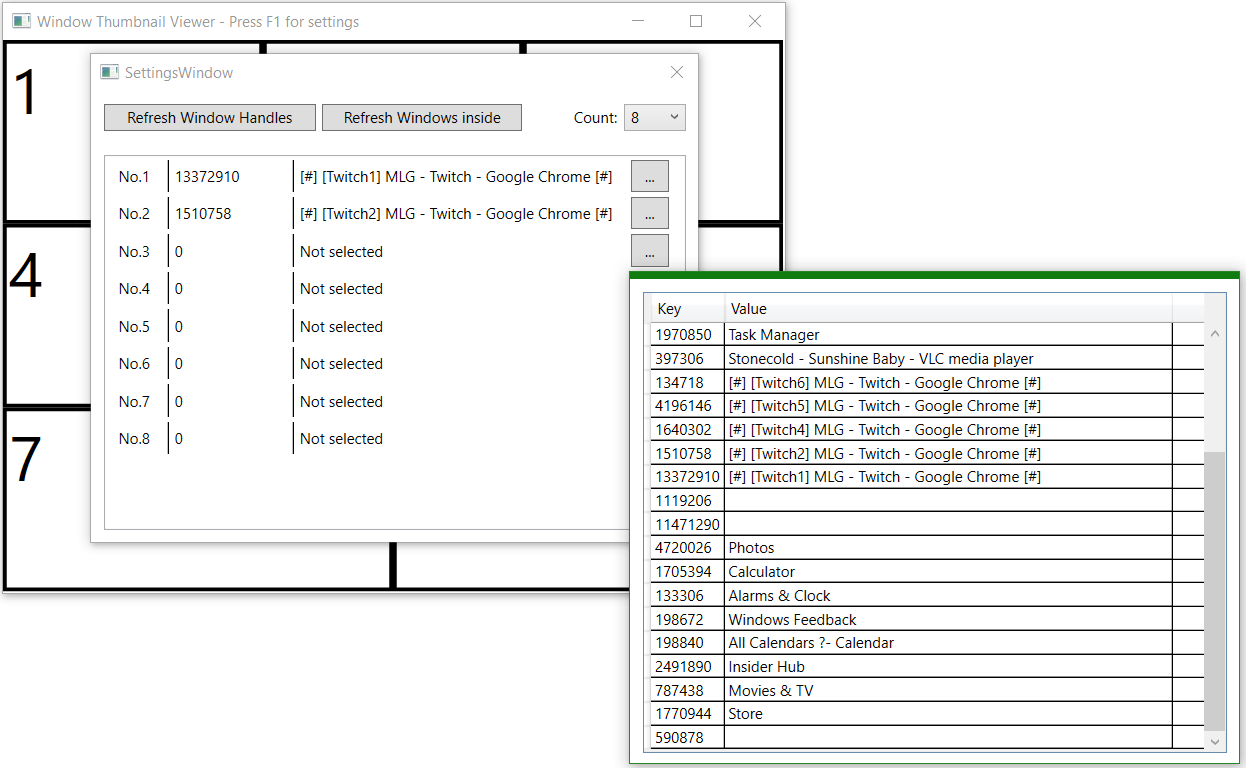 Window Thumbnail Viewer - Press F1 for settings
1
4
7
SettingsWindow
Refresh Window Handles Refresh Windows inside Count: 8
No.1 13372910 [#] [Twitch1] MLG - Twitch - Google Chrome [#] ...
No.2 1510758 [#] [Twitch2] MLG - Twitch - Google Chrome [#] ...
No.3 0 Not selected ...
No.4 0 Not selected
No.5 0 Not selected
No.6 0 Not selected
No.7 0 Not selected
No.8 0 Not selected
Key Value
1970850 Task Manager
397306 Stonecold - Sunshine Baby - VLC media player
134718 [#] [Twitch6] MLG - Twitch - Google Chrome [#]
4196146 [#] [Twitch5] MLG - Twitch - Google Chrome [#]
1640302 [#] [Twitch4] MLG - Twitch - Google Chrome [#]
1510758 [#] [Twitch2] MLG - Twitch - Google Chrome [#]
13372910 [#] [Twitch1] MLG - Twitch - Google Chrome [#]
1119206
11471290
4720026 Photos
1705394 Calculator
133306 Alarms & Clock
198672 Windows Feedback
198840 All Calendars ?- Calendar
2491890 Insider Hub
787438 Movies & TV
1770944 Store
590878